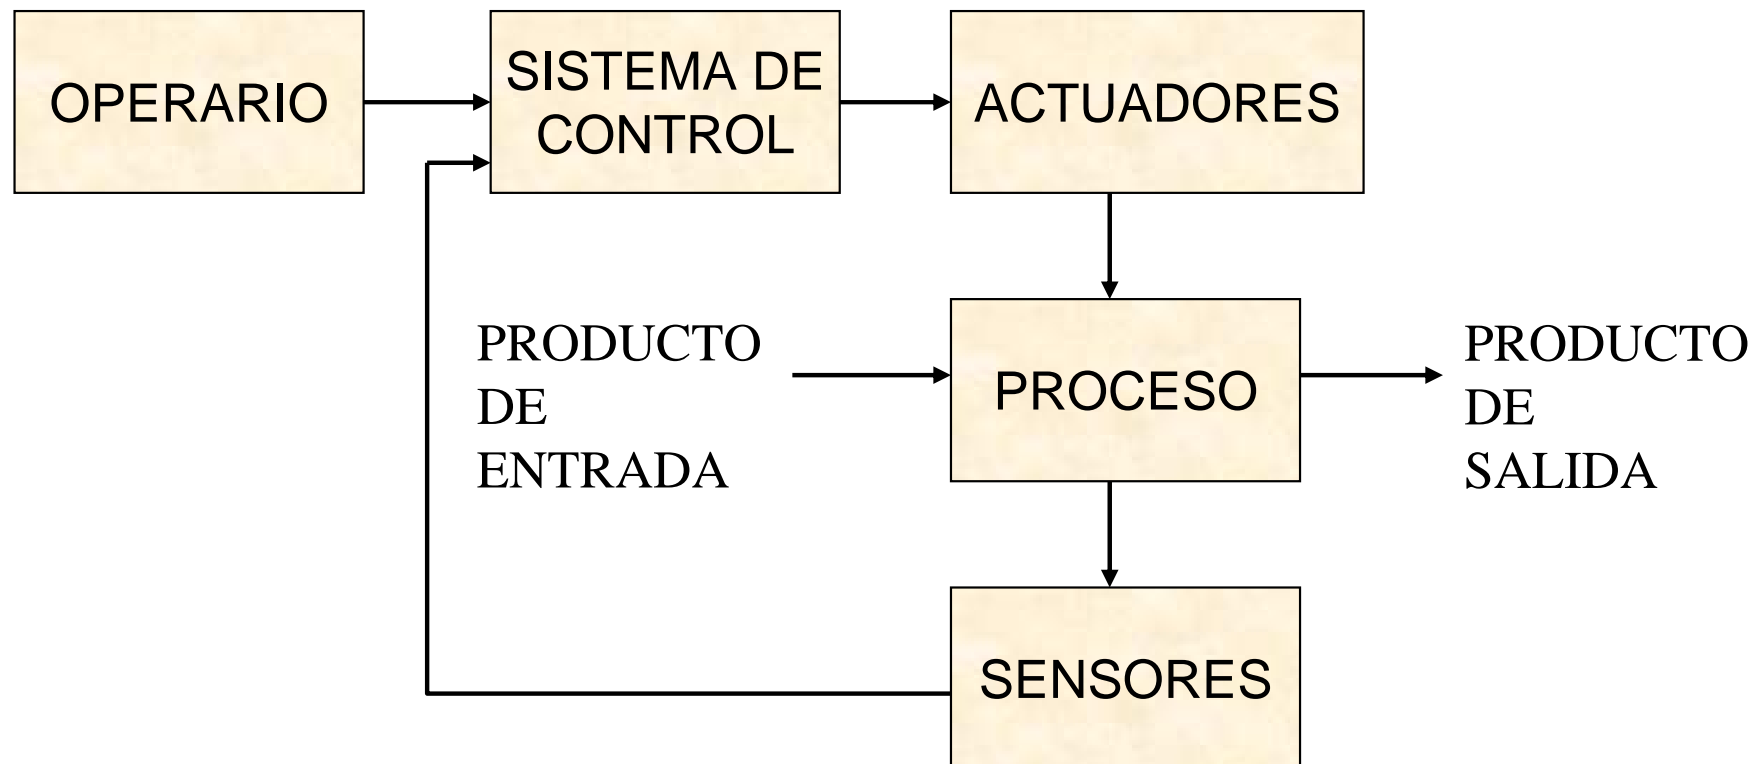 OPERARIO
SISTEMA DE
CONTROL
ACTUADORES
PRODUCTO
DE
ENTRADA
PROCESO
PRODUCTO
DE
SALIDA
SENSORES